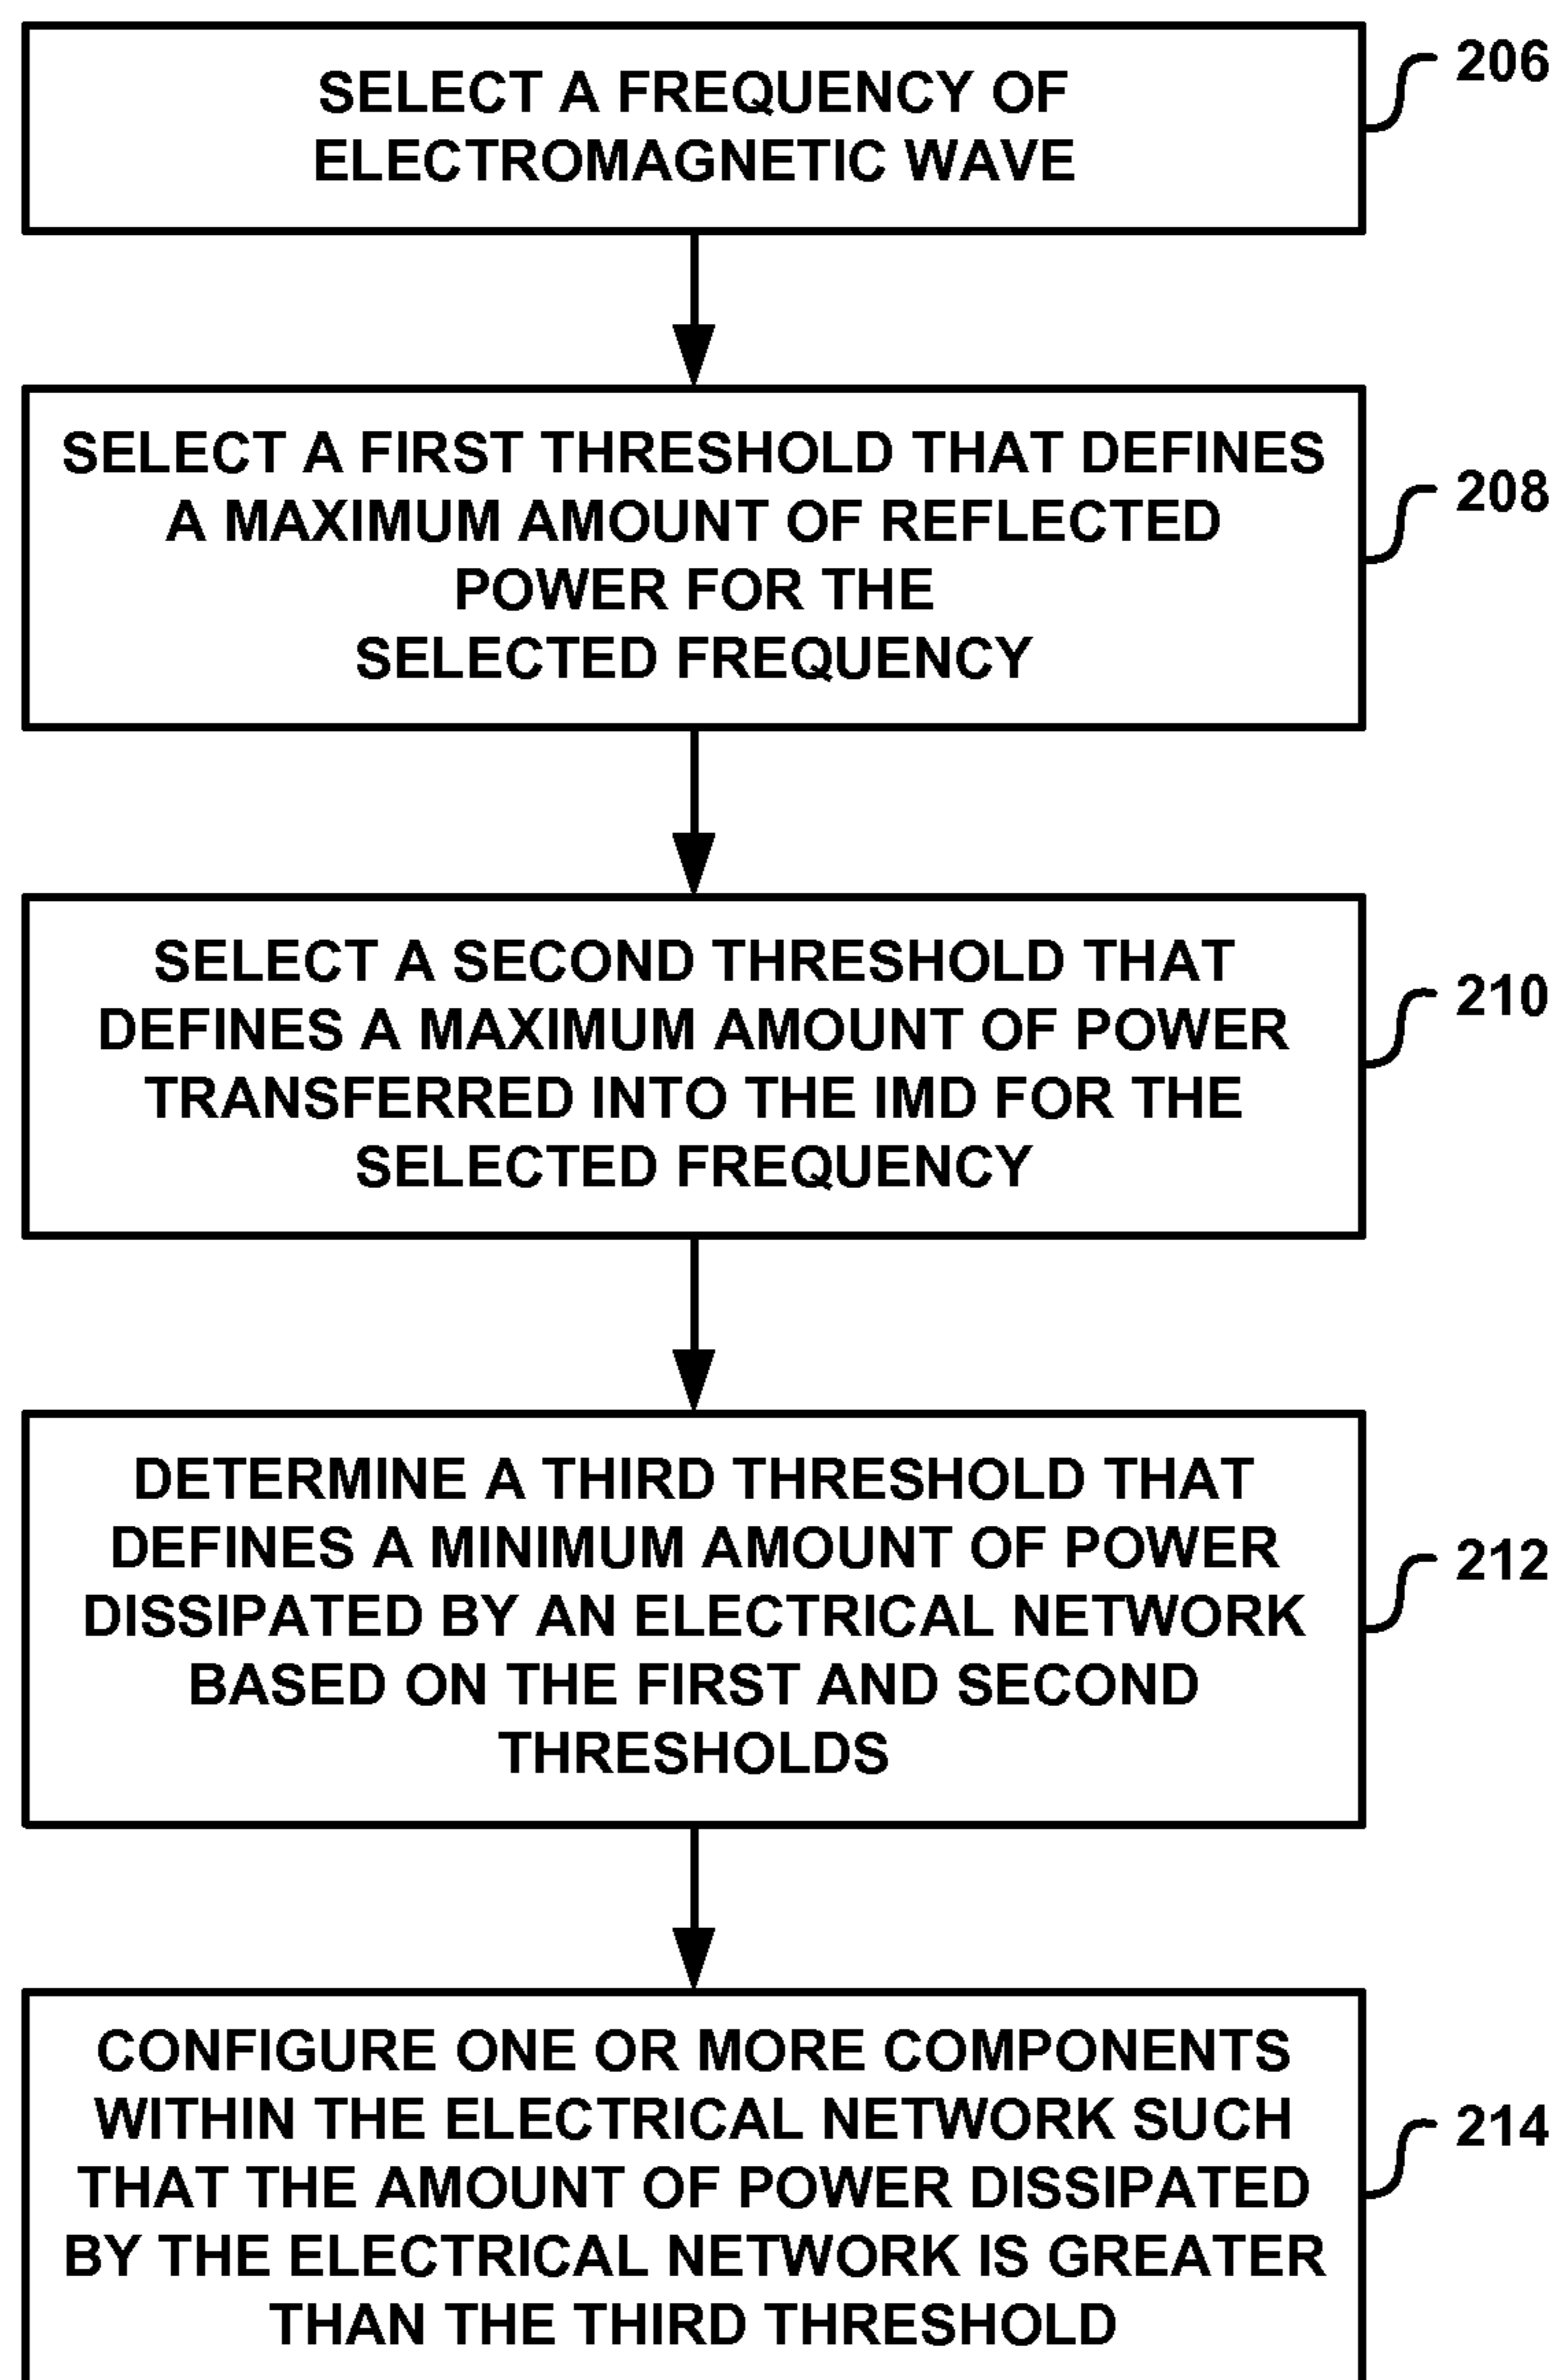 SELECT A FREQUENCY OF
ELECTROMAGNETIC WAVE
206
SELECT A FIRST THRESHOLD THAT DEFINES
A MAXIMUM AMOUNT OF REFLECTED
POWER FOR THE
SELECTED FREQUENCY
208
SELECT A SECOND THRESHOLD THAT
DEFINES A MAXIMUM AMOUNT OF POWER
TRANSFERRED INTO THE IMD FOR THE
SELECTED FREQUENCY
210
DETERMINE A THIRD THRESHOLD THAT
DEFINES A MINIMUM AMOUNT OF POWER
DISSIPATED BY AN ELECTRICAL NETWORK
BASED ON THE FIRST AND SECOND
THRESHOLDS
212
CONFIGURE ONE OR MORE COMPONENTS
WITHIN THE ELECTRICAL NETWORK SUCH
THAT THE AMOUNT OF POWER DISSIPATED
BY THE ELECTRICAL NETWORK IS GREATER
THAN THE THIRD THRESHOLD
214